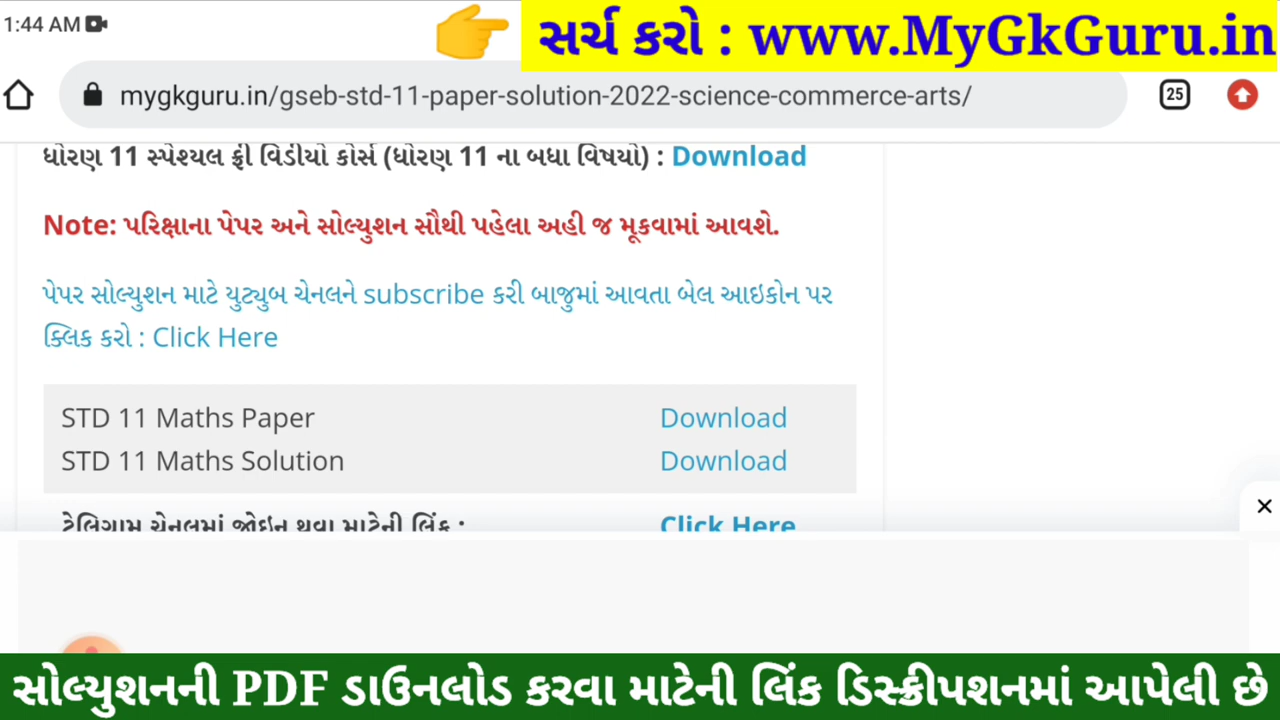 1:44 AM
સર્ચ કરો : www.MyGkGuru.in
mygkguru.in/gseb-std-11-paper-solution-2022-science-commerce-arts/
25
ધોરણ 11 સ્પેશ્યલ ફ્રી વિડીયો કોર્સ (ધોરણ 11 ના બધા વિષયો) : Download
Note: પરિક્ષાના પેપર અને સોલ્યુશન સૌથી પહેલા અહી જ મૂકવામાં આવશે.
પેપર સોલ્યુશન માટે યુટ્યુબ ચેનલને subscribe કરી બાજુમાં આવતા બેલ આઇકોન પર
ક્લિક કરો : Click Here
STD 11 Maths Paper Download
STD 11 Maths Solution Download
ટેલિગ્રામ ચેનલમાં જોઇન થવા માટેની લિંક : Click Here
સોલ્યુશનની PDF ડાઉનલોડ કરવા માટેની લિંક ડિસ્ક્રીપશનમાં આપેલી છે